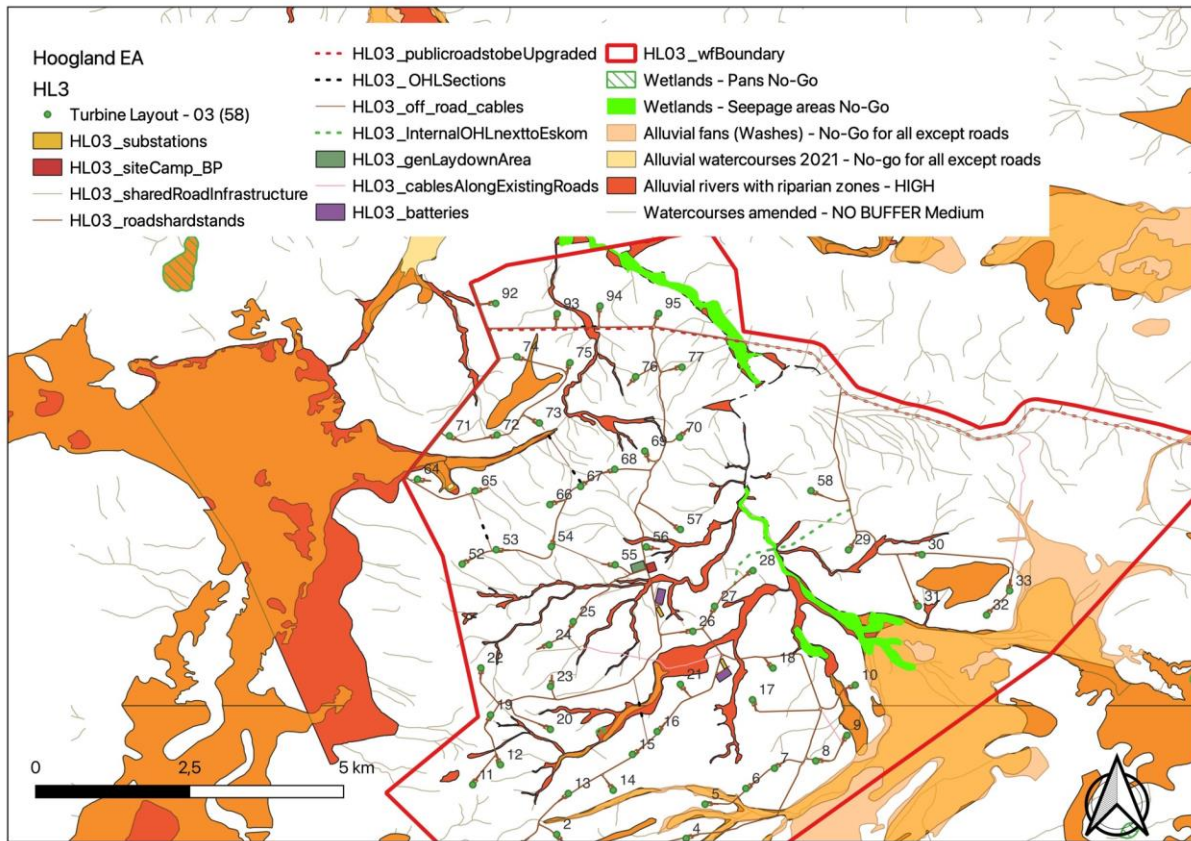 Hoogland EA
HL3
Turbine Layout - 03 (58)
HL03_substations
HL03_siteCamp_BP
HL03_sharedRoadInfrastructure
HL03_roadshardstands
HL03_publicroadstobeUpgraded
HL03_OHLSections
HL03_off_road_cables
HL03_InternalOHLnexttoEskom
HL03_genLaydownArea
HL03_cablesAlongExistingRoads
HL03_batteries
HL03_wfBoundary
Wetlands - Pans No-Go
Wetlands - Seepage areas No-Go
Alluvial fans (Washes) - No-Go for all except roads
Alluvial watercourses 2021 - No-go for all except roads
Alluvial rivers with riparian zones - HIGH
Watercourses amended - NO BUFFER Medium
92
93
94
95
74
75
76
77
73
71
72
70
69
68
64
65
67
66
58
57
52
53
54
55
56
29
30
28
33
27
31
32
25
26
24
22
23
21
18
10
17
19
20
16
9
15
12
7
8
11
13
14
6
5
2
4
0
2,5
5 km